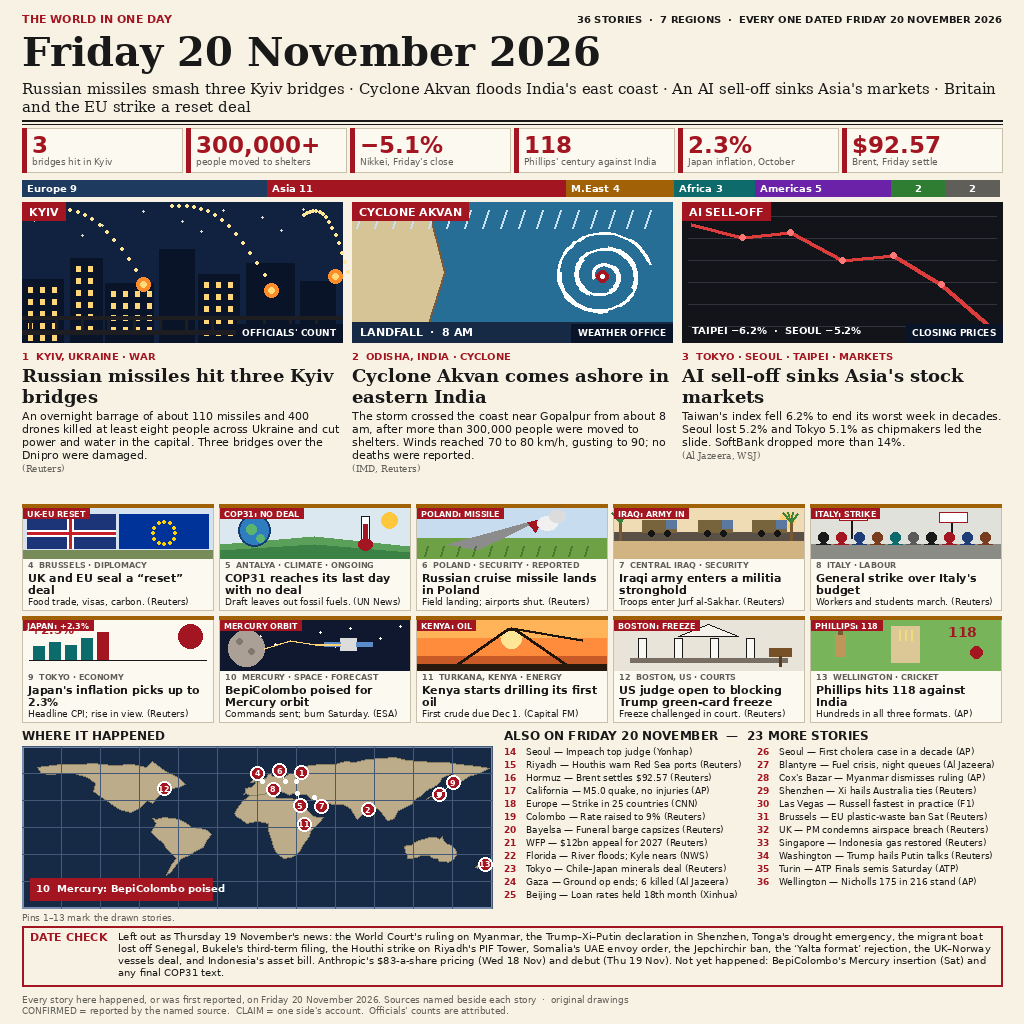 THE WORLD IN ONE DAY
36 STORIES · 7 REGIONS · EVERY ONE DATED FRIDAY 20 NOVEMBER 2026
Friday 20 November 2026
Russian missiles smash three Kyiv bridges · Cyclone Akvan floods India's east coast · An AI sell-off sinks Asia's markets · Britain
and the EU strike a reset deal
3
bridges hit in Kyiv
300,000+
people moved to shelters
−5.1%
Nikkei, Friday's close
118
Phillips' century against India
2.3%
Japan inflation, October
$92.57
Brent, Friday settle
Europe 9
Asia 11
M.East 4
Africa 3
Americas 5
2
2
KYIV
OFFICIALS' COUNT
CYCLONE AKVAN
LANDFALL · 8 AM
WEATHER OFFICE
AI SELL-OFF
TAIPEI −6.2% · SEOUL −5.2%
CLOSING PRICES
1 KYIV, UKRAINE · WAR
Russian missiles hit three Kyiv
bridges
An overnight barrage of about 110 missiles and 400
drones killed at least eight people across Ukraine and cut
power and water in the capital. Three bridges over the
Dnipro were damaged.
(Reuters)
2 ODISHA, INDIA · CYCLONE
Cyclone Akvan comes ashore in
eastern India
The storm crossed the coast near Gopalpur from about 8
am, after more than 300,000 people were moved to
shelters. Winds reached 70 to 80 km/h, gusting to 90; no
deaths were reported.
(IMD, Reuters)
3 TOKYO · SEOUL · TAIPEI · MARKETS
AI sell-off sinks Asia's stock
markets
Taiwan's index fell 6.2% to end its worst week in decades.
Seoul lost 5.2% and Tokyo 5.1% as chipmakers led the
slide. SoftBank dropped more than 14%.
(Al Jazeera, WSJ)
UK-EU RESET
4 BRUSSELS · DIPLOMACY
UK and EU seal a “reset”
deal
Food trade, visas, carbon. (Reuters)
COP31: NO DEAL
5 ANTALYA · CLIMATE · ONGOING
COP31 reaches its last day
with no deal
Draft leaves out fossil fuels. (UN News)
POLAND: MISSILE
6 POLAND · SECURITY · REPORTED
Russian cruise missile lands
in Poland
Field landing; airports shut. (Reuters)
IRAQ: ARMY IN
7 CENTRAL IRAQ · SECURITY
Iraqi army enters a militia
stronghold
Troops enter Jurf al-Sakhar. (Reuters)
ITALY: STRIKE
8 ITALY · LABOUR
General strike over Italy's
budget
Workers and students march. (Reuters)
JAPAN: +2.3%
+2.3%
9 TOKYO · ECONOMY
Japan's inflation picks up to
2.3%
Headline CPI; rise in view. (Reuters)
MERCURY ORBIT
10 MERCURY · SPACE · FORECAST
BepiColombo poised for
Mercury orbit
Commands sent; burn Saturday. (ESA)
KENYA: OIL
11 TURKANA, KENYA · ENERGY
Kenya starts drilling its first
oil
First crude due Dec 1. (Capital FM)
BOSTON: FREEZE
12 BOSTON, US · COURTS
US judge open to blocking
Trump green-card freeze
Freeze challenged in court. (Reuters)
PHILLIPS: 118
118
13 WELLINGTON · CRICKET
Phillips hits 118 against
India
Hundreds in all three formats. (AP)
WHERE IT HAPPENED
12
4
6
1
8
5
7
11
2
9
13
10 Mercury: BepiColombo poised
Pins 1–13 mark the drawn stories.
ALSO ON FRIDAY 20 NOVEMBER — 23 MORE STORIES
14 Seoul — Impeach top judge (Yonhap)
15 Riyadh — Houthis warn Red Sea ports (Reuters)
16 Hormuz — Brent settles $92.57 (Reuters)
17 California — M5.0 quake, no injuries (AP)
18 Europe — Strike in 25 countries (CNN)
19 Colombo — Rate raised to 9% (Reuters)
20 Bayelsa — Funeral barge capsizes (Reuters)
21 WFP — $12bn appeal for 2027 (Reuters)
22 Florida — River floods; Kyle nears (NWS)
23 Tokyo — Chile-Japan minerals deal (Reuters)
24 Gaza — Ground op ends; 6 killed (Al Jazeera)
25 Beijing — Loan rates held 18th month (Xinhua)
26 Seoul — First cholera case in a decade (AP)
27 Blantyre — Fuel crisis, night queues (Al Jazeera)
28 Cox's Bazar — Myanmar dismisses ruling (AP)
29 Shenzhen — Xi hails Australia ties (Reuters)
30 Las Vegas — Russell fastest in practice (F1)
31 Brussels — EU plastic-waste ban Sat (Reuters)
32 UK — PM condemns airspace breach (Reuters)
33 Singapore — Indonesia gas restored (Reuters)
34 Washington — Trump hails Putin talks (Reuters)
35 Turin — ATP Finals semis Saturday (ATP)
36 Wellington — Nicholls 175 in 216 stand (AP)
DATE CHECK
Left out as Thursday 19 November's news: the World Court's ruling on Myanmar, the Trump–Xi–Putin declaration in Shenzhen, Tonga's drought emergency, the migrant boat
lost off Senegal, Bukele's third-term filing, the Houthi strike on Riyadh's PIF Tower, Somalia's UAE envoy order, the Jepchirchir ban, the ‘Yalta format’ rejection, the UK–Norway
vessels deal, and Indonesia's asset bill. Anthropic's $83-a-share pricing (Wed 18 Nov) and debut (Thu 19 Nov). Not yet happened: BepiColombo's Mercury insertion (Sat) and
any final COP31 text.
Every story here happened, or was first reported, on Friday 20 November 2026. Sources named beside each story · original drawings
CONFIRMED = reported by the named source. CLAIM = one side's account. Officials' counts are attributed.